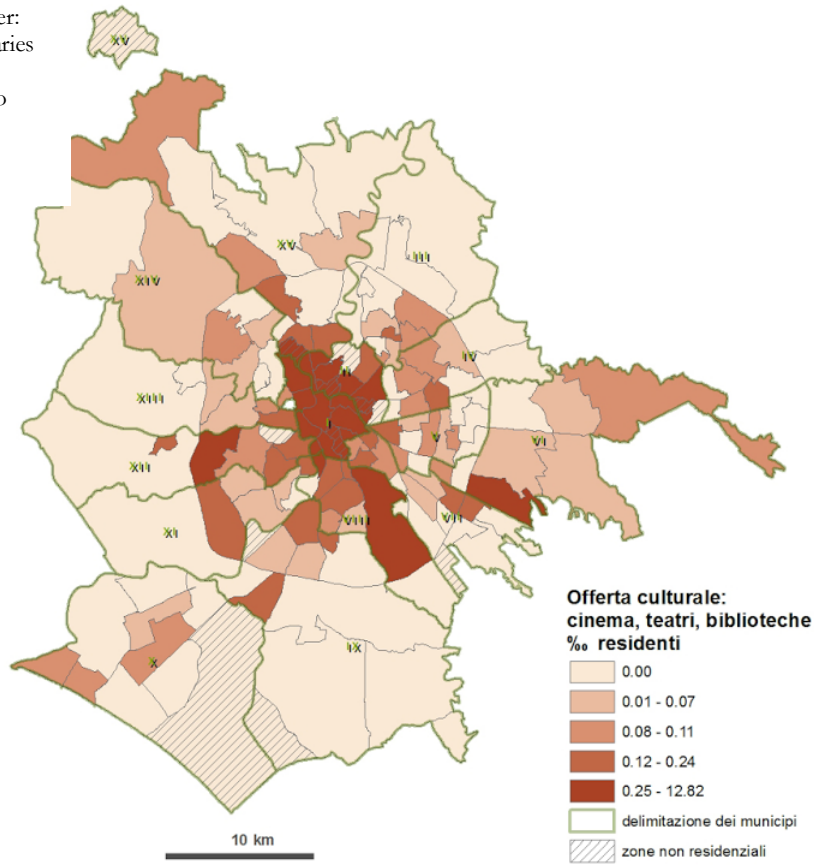 er:
aries
o
XV
XV
III
XIV
IV
II
XIII
I
V
VI
XII
VII
VIII
XI
IX
X
Offerta culturale:
cinema, teatri, biblioteche
‰ residenti
0.00
0.01 - 0.07
0.08 - 0.11
0.12 - 0.24
0.25 - 12.82
delimitazione dei municipi
zone non residenziali
10 km